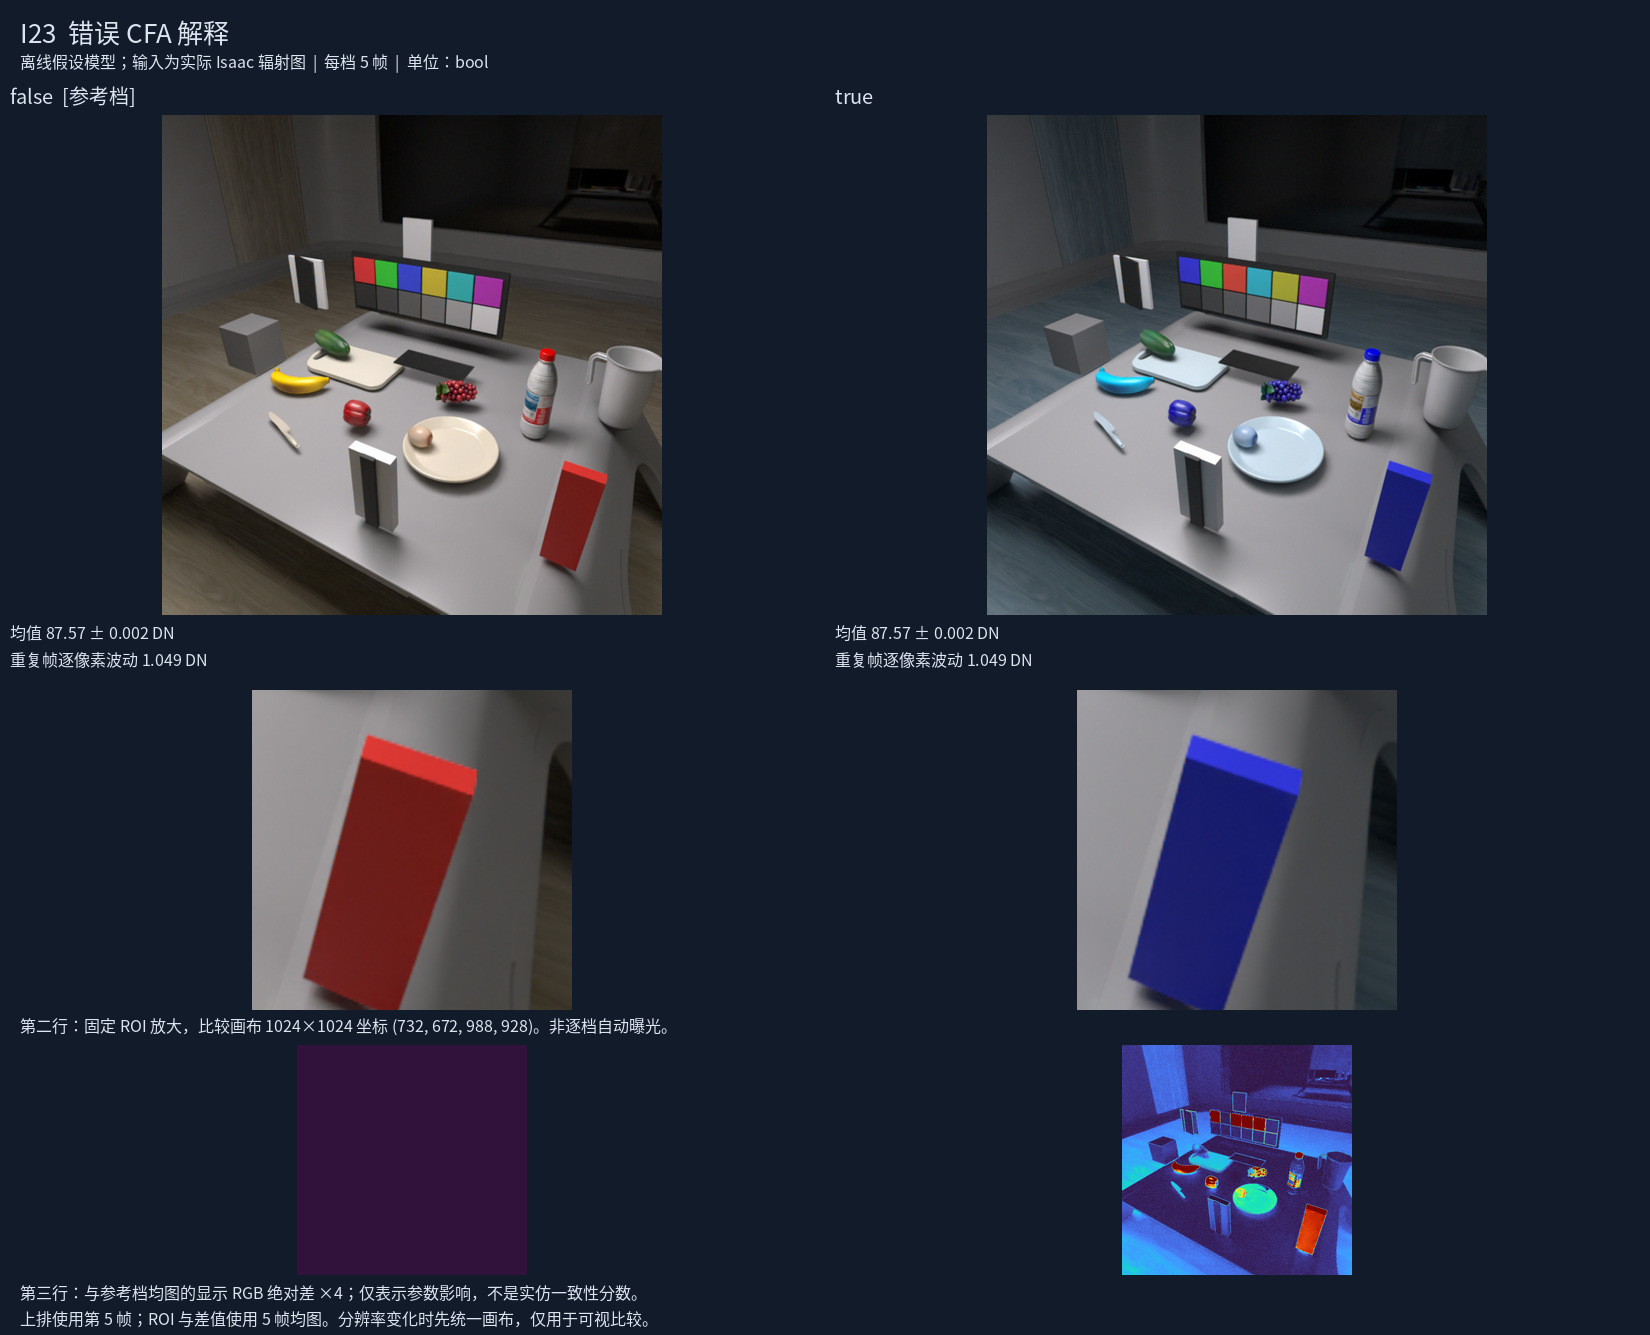 I23 错误 CFA 解释
离线假设模型；输入为实际 Isaac 辐射图 | 每档 5 帧 | 单位：bool
false [参考档]
true
均值 87.57 ± 0.002 DN
重复帧逐像素波动 1.049 DN
均值 87.57 ± 0.002 DN
重复帧逐像素波动 1.049 DN
第二行：固定 ROI 放大，比较画布 1024×1024 坐标 (732, 672, 988, 928)。非逐档自动曝光。
第三行：与参考档均图的显示 RGB 绝对差 ×4；仅表示参数影响，不是实仿一致性分数。
上排使用第 5 帧；ROI 与差值使用 5 帧均图。分辨率变化时先统一画布，仅用于可视比较。